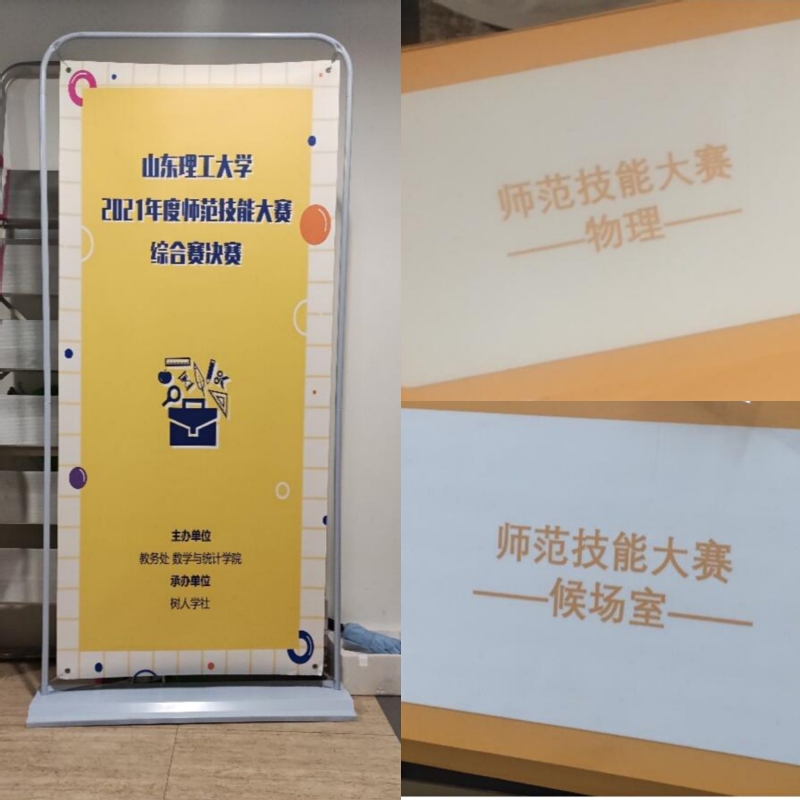 山东理工大学
2021年度师范技能大赛
综合赛决赛
主办单位
教务处 数学与统计学院
承办单位
树人学社
师范技能大赛
——物理——
师范技能大赛
——候场室——